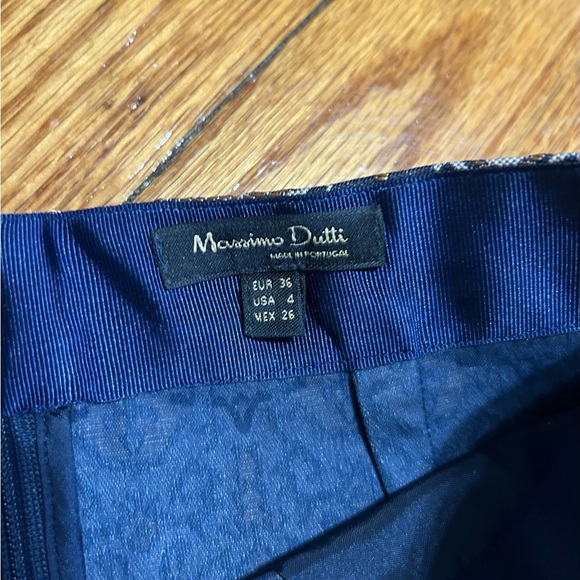 Massimo Dutti
MADE IN PORTUGAL
EUR 36
USA 4
MEX 26